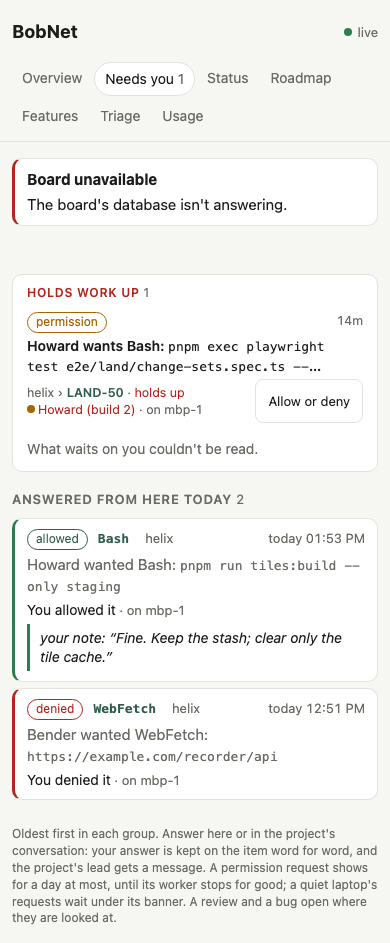 BobNet
live
Overview
Needs you 1
Status
Roadmap
Features
Triage
Usage
Board unavailable
The board's database isn't answering.
HOLDS WORK UP 1
permission
14m
Howard wants Bash: pnpm exec playwright
test e2e/land/change-sets.spec.ts --…
helix › LAND-50 · holds up
Howard (build 2) · on mbp-1
Allow or deny
What waits on you couldn't be read.
ANSWERED FROM HERE TODAY 2
allowed Bash helix today 01:53 PM
Howard wanted Bash: pnpm run tiles:build --
only staging
You allowed it · on mbp-1
your note: “Fine. Keep the stash; clear only the
tile cache.”
denied WebFetch helix today 12:51 PM
Bender wanted WebFetch:
https://example.com/recorder/api
You denied it · on mbp-1
Oldest first in each group. Answer here or in the project's
conversation: your answer is kept on the item word for word, and
the project's lead gets a message. A permission request shows
for a day at most, until its worker stops for good; a quiet laptop's
requests wait under its banner. A review and a bug open where
they are looked at.